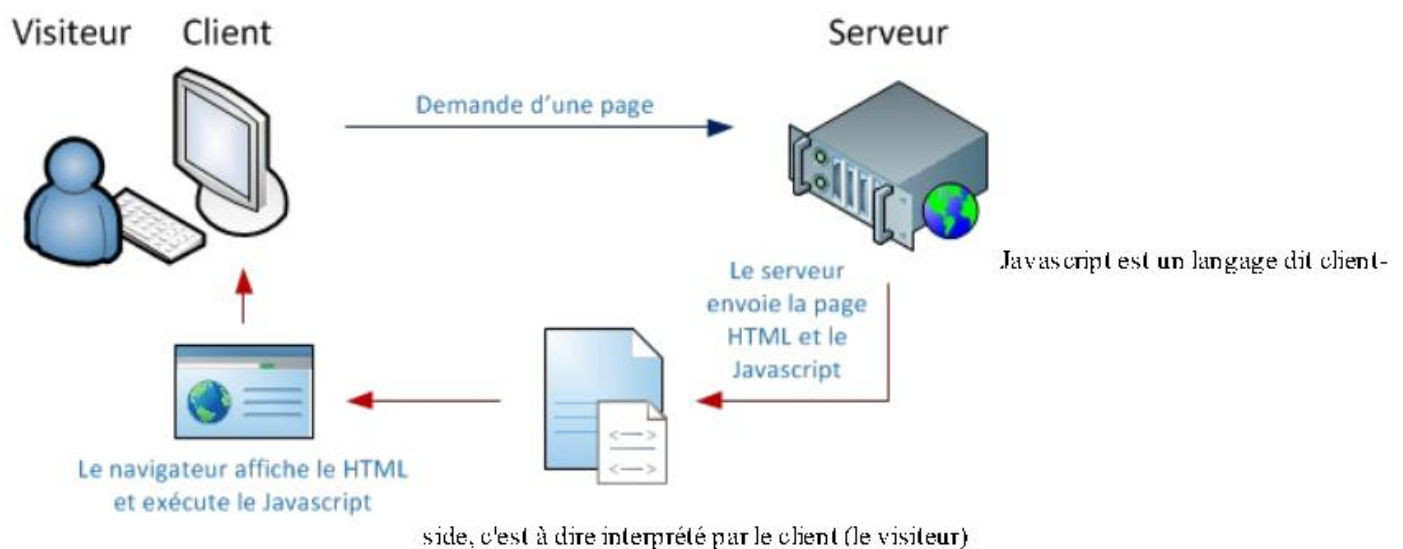 Visiteur Client Serveur
Demande d'une page
Javascript est un langage dit client-
Le serveur
envoie la page
HTML et le
Javascript
<-->
<-->
Le navigateur affiche le HTML
et exécute le Javascript
side, c'est à dire interprété par le client (le visiteur)